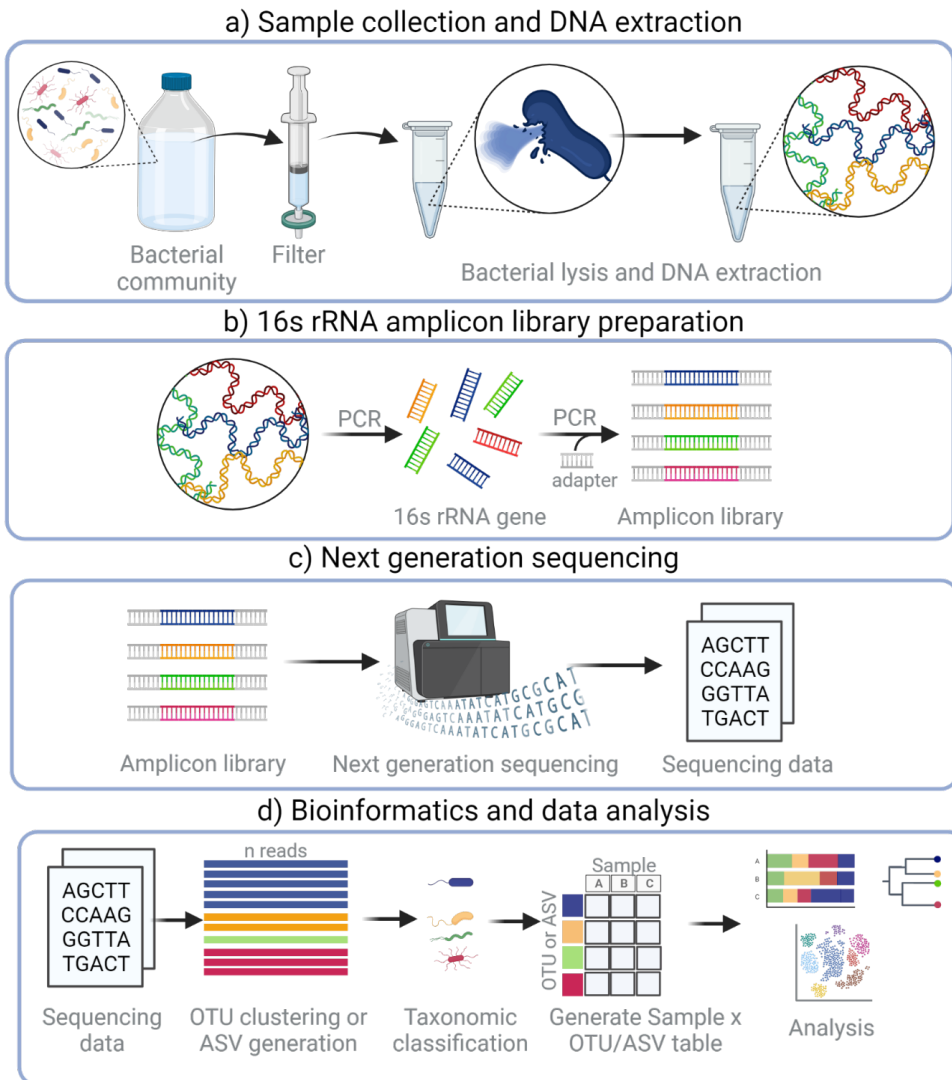 a) Sample collection and DNA extraction
Bacterial
community
Filter
Bacterial lysis and DNA extraction
b) 16s rRNA amplicon library preparation
PCR
PCR
adapter
16s rRNA gene
Amplicon library
c) Next generation sequencing
AGCTT
CCAAG
GGTTA
TGACT
GGGAGTCAAATATCATGCGCAT
GGGAGTCAAATATCATGCG
GGGAGTCAAATATCATGCGCAT
Amplicon library
Next generation sequencing
Sequencing data
d) Bioinformatics and data analysis
n reads
AGCTT
CCAAG
GGTTA
TGACT
Sample
A B C
OTU or ASV
A
B
C
Sequencing
data
OTU clustering or
ASV generation
Taxonomic
classification
Generate Sample x
OTU/ASV table
Analysis